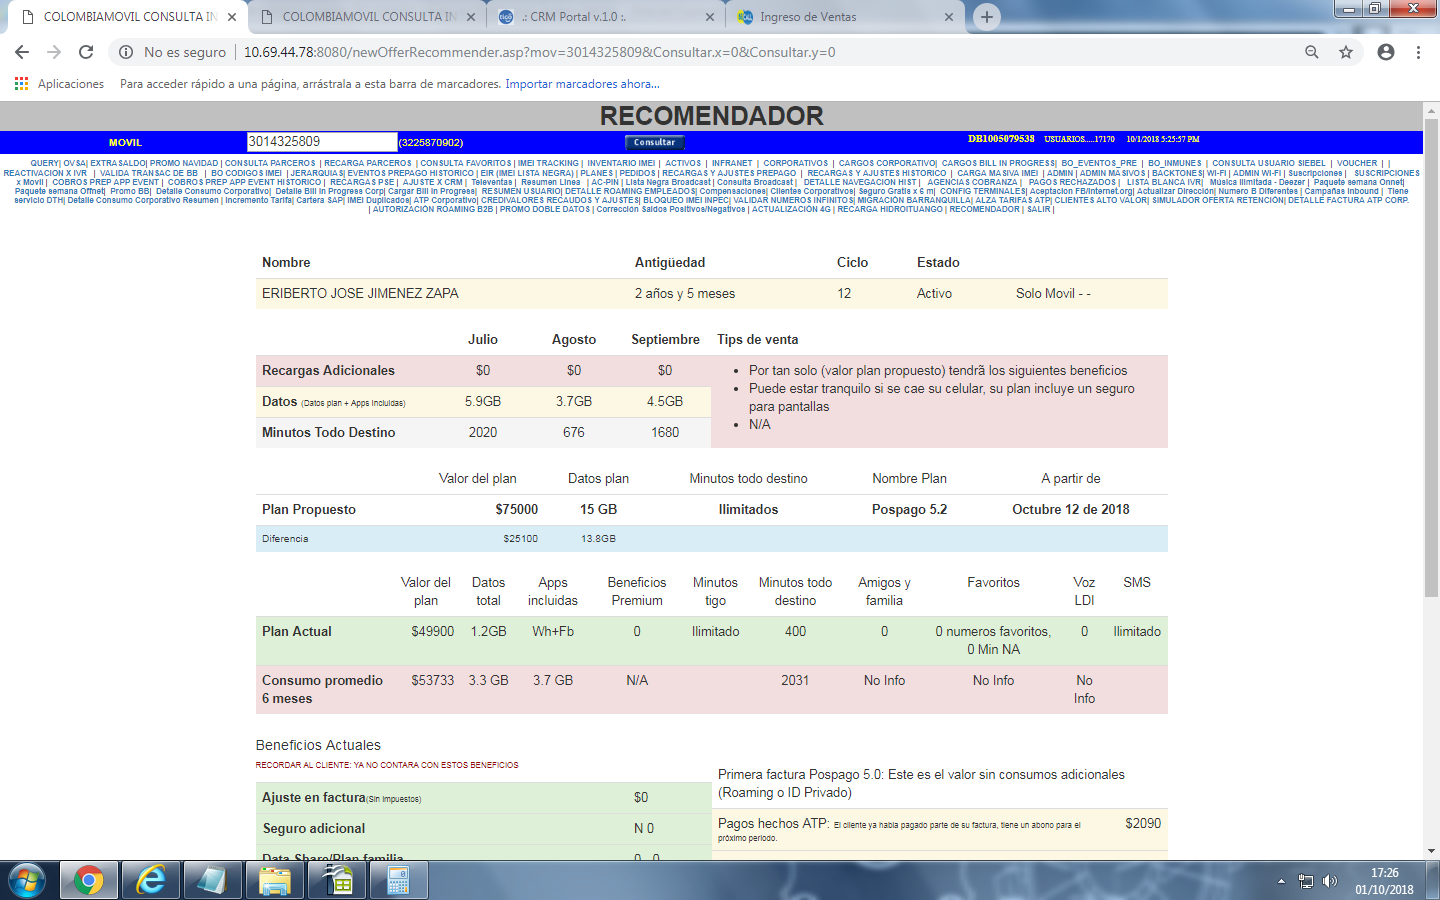 COLOMBIAMOVIL CONSULTA IN
COLOMBIAMOVIL CONSULTA IN
tigo .: CRM Portal v.1.0 :.
Ingreso de Ventas
No es seguro | 10.69.44.78:8080/newOfferRecommender.asp?mov=3014325809&Consultar.x=0&Consultar.y=0
Aplicaciones Para acceder rápido a una página, arrástrala a esta barra de marcadores. Importar marcadores ahora...
RECOMENDADOR
MOVIL 3014325809 (3225870902) Consultar DB1005079538 USUARIOS.....17170 10/1/2018 5:25:57 PM
QUERY| OVSA| EXTRASALDO| PROMO NAVIDAD | CONSULTA PARCEROS | RECARGA PARCEROS | CONSULTA FAVORITOS | IMEI TRACKING | INVENTARIO IMEI | ACTIVOS | INFRANET | CORPORATIVOS | CARGOS CORPORATIVO| CARGOS BILL IN PROGRESS| BO_EVENTOS_PRE | BO_INMUNES | CONSULTA USUARIO SIEBEL | VOUCHER | |
REACTIVACION X IVR | VALIDA TRANSAC DE BB | BO CODIGOS IMEI | JERARQUIAS| EVENTOS PREPAGO HISTORICO | EIR (IMEI LISTA NEGRA) | PLANES | PEDIDOS | RECARGAS Y AJUSTES PREPAGO | RECARGAS Y AJUSTES HISTORICO | CARGA MASIVA IMEI | ADMIN | ADMIN MASIVOS | BACKTONES| WI-FI | ADMIN WI-FI | Suscripciones | SUSCRIPCIONES
x Movil | COBROS PREP APP EVENT | COBROS PREP APP EVENT HISTORICO | RECARGAS PSE | AJUSTE X CRM | Televentas | Resumen Linea | AC-PIN | Lista Negra Broadcast | Consulta Broadcast | DETALLE NAVEGACION HIST | AGENCIAS COBRANZA | PAGOS RECHAZADOS | LISTA BLANCA IVR| Musica Ilimitada - Deezer | Paquete semana Onnet|
Paquete semana Offnet| Promo BB| Detalle Consumo Corporativo| Detalle Bill In Progress Corp| Cargar Bill In Progress| RESUMEN USUARIO| DETALLE ROAMING EMPLEADOS| Compensaciones| Clientes Corporativos| Seguro Gratis x 6 m| CONFIG TERMINALES| Aceptacion FB/Internet.org| Actualizar Dirección| Numero B Diferentes | Campañas Inbound | Tiene
servicio DTH| Detalle Consumo Corporativo Resumen | Incremento Tarifa| Cartera SAP| IMEI Duplicados| ATP Corporativo| CREDIVALORES RECAUDOS Y AJUSTES| BLOQUEO IMEI INPEC| VALIDAR NUMEROS INFINITOS| MIGRACIÓN BARRANQUILLA| ALZA TARIFAS ATP| CLIENTES ALTO VALOR| SIMULADOR OFERTA RETENCIÓN| DETALLE FACTURA ATP CORP.
| AUTORIZACIÓN ROAMING B2B | PROMO DOBLE DATOS | Corrección Saldos Positivos/Negativos | ACTUALIZACIÓN 4G | RECARGA HIDROITUANGO | RECOMENDADOR | SALIR |
Nombre Antigüedad Ciclo Estado
ERIBERTO JOSE JIMENEZ ZAPA 2 años y 5 meses 12 Activo Solo Movil - -
Julio Agosto Septiembre Tips de venta
Recargas Adicionales $0 $0 $0
Datos (Datos plan + Apps Incluidas) 5.9GB 3.7GB 4.5GB
Minutos Todo Destino 2020 676 1680
• Por tan solo (valor plan propuesto) tendrã los siguientes beneficios
• Puede estar tranquilo si se cae su celular, su plan incluye un seguro
para pantallas
• N/A
Valor del plan Datos plan Minutos todo destino Nombre Plan A partir de
Plan Propuesto $75000 15 GB Ilimitados Pospago 5.2 Octubre 12 de 2018
Diferencia $25100 13.8GB
Valor del plan Datos total Apps incluidas Beneficios Premium Minutos tigo Minutos todo destino Amigos y familia Favoritos Voz LDI SMS
Plan Actual $49900 1.2GB Wh+Fb 0 Ilimitado 400 0 0 numeros favoritos, 0 Min NA 0 Ilimitado
Consumo promedio 6 meses $53733 3.3 GB 3.7 GB N/A 2031 No Info No Info No Info
Beneficios Actuales
RECORDAR AL CLIENTE: YA NO CONTARA CON ESTOS BENEFICIOS
Ajuste en factura(Sin Impuestos) $0
Seguro adicional N 0
Data Share/Plan familia 0 0
Primera factura Pospago 5.0: Este es el valor sin consumos adicionales
(Roaming o ID Privado)
Pagos hechos ATP: El cliente ya habia pagado parte de su factura, tiene un abono para el $2090
próximo periodo.
17:26
01/10/2018